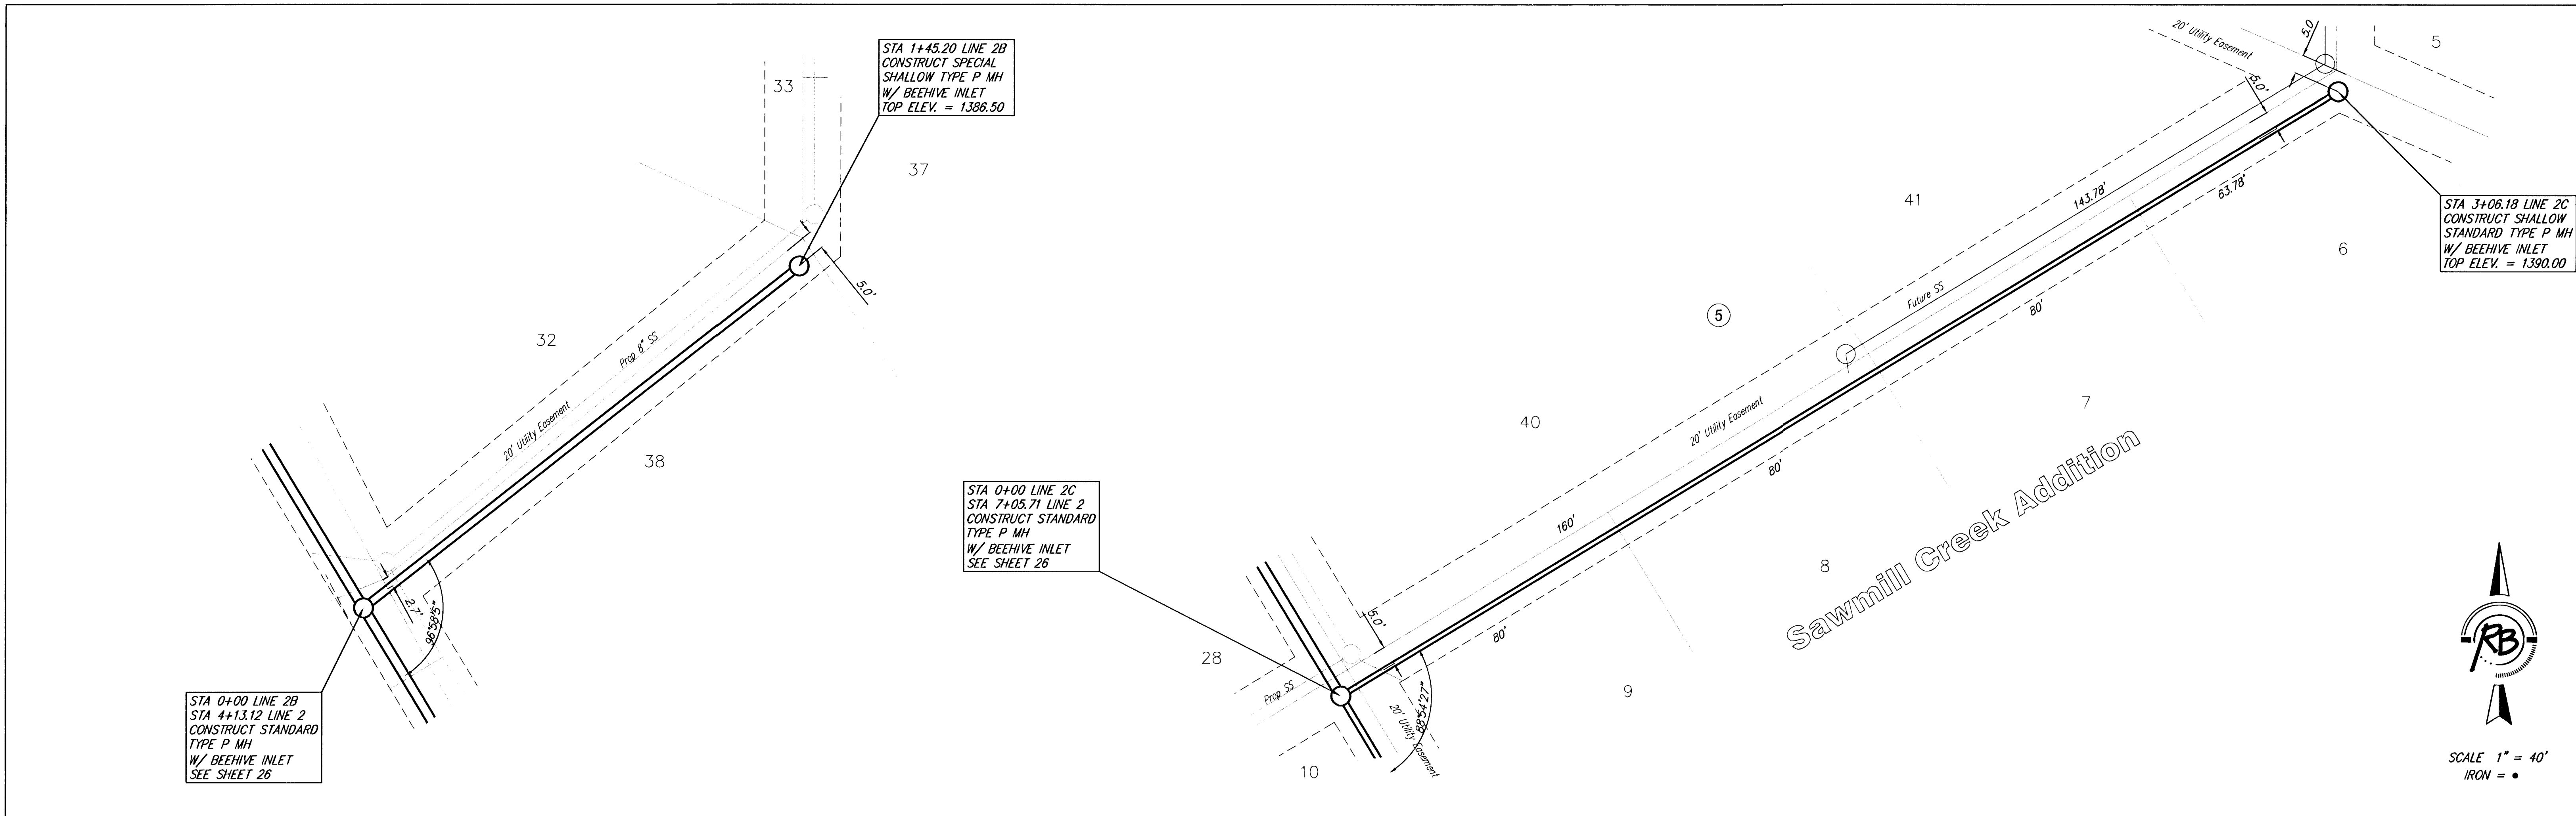 STA 1+45.20 LINE 2B
CONSTRUCT SPECIAL
SHALLOW TYPE P MH
W/ BEEHIVE INLET
TOP ELEV. = 1386.50
33
37
32
Prop 8" SS
20' Utility Easement
38
5.0'
2.7'
96°58'5"
STA 0+00 LINE 2B
STA 4+13.12 LINE 2
CONSTRUCT STANDARD
TYPE P MH
W/ BEEHIVE INLET
SEE SHEET 26
20' Utility Easement
5.0
5
5.0'
41
143.78'
63.78'
STA 3+06.18 LINE 2C
CONSTRUCT SHALLOW
STANDARD TYPE P MH
W/ BEEHIVE INLET
TOP ELEV. = 1390.00
6
5
Future SS
80'
40
20' Utility Easement
7
80'
Sawmill Creek Addition
STA 0+00 LINE 2C
STA 7+05.71 LINE 2
CONSTRUCT STANDARD
TYPE P MH
W/ BEEHIVE INLET
SEE SHEET 26
160'
8
5.0'
80'
28
9
Prop SS
88°54'27"
20' Utility Easement
10
RB
SCALE 1" = 40'
IRON = •